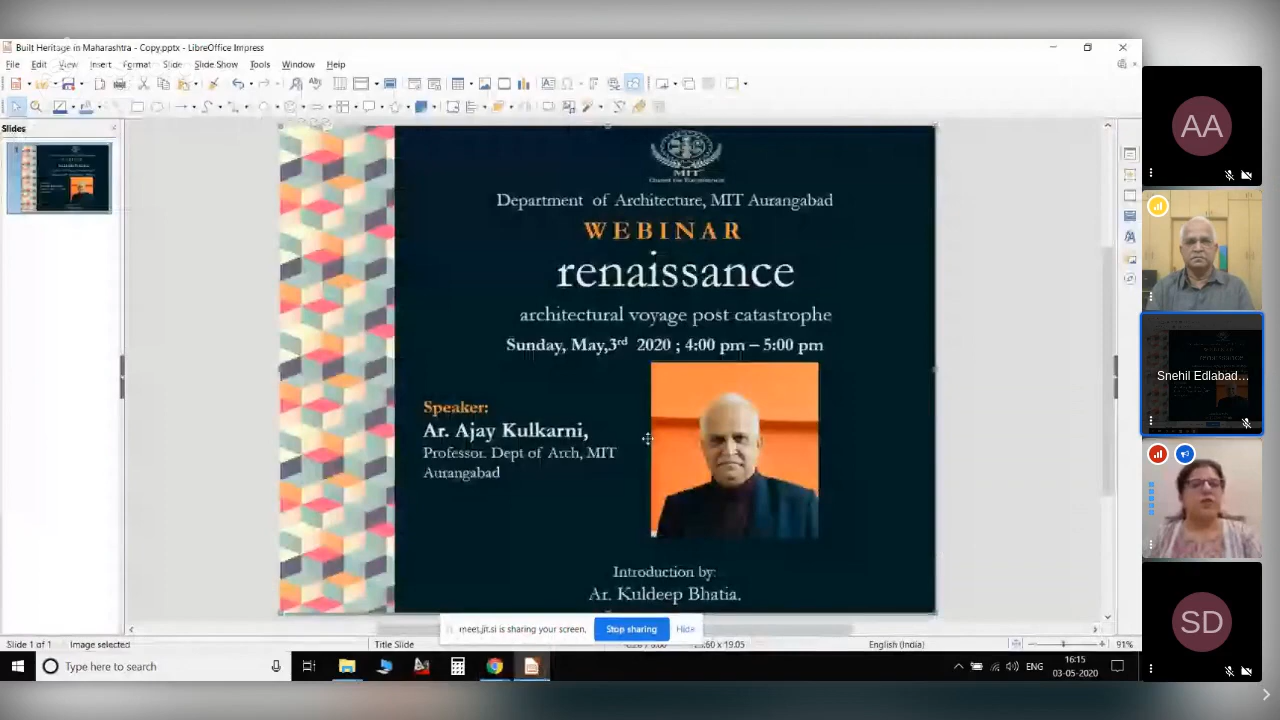 Built Heritage in Maharashtra - Copy.pptx - LibreOffice Impress
File Edit View Insert Format Slide Slide Show Tools Window Help
Slides
MIT
Department of Architecture, MIT Aurangabad
WEBINAR
renaissance
architectural voyage post catastrophe
Sunday, May,3rd 2020 ; 4:00 pm – 5:00 pm
Speaker:
Ar. Ajay Kulkarni,
Professor. Dept of Arch, MIT
Aurangabad
Introduction by:
Ar. Kuldeep Bhatia.
meet.jit.si is sharing your screen.
Stop sharing
Hide
Slide 1 of 1
Image selected
Title Slide
English (India)
91%
Type here to search
ENG
16:15
03-05-2020
AA
Snehil Edlabad...
SD